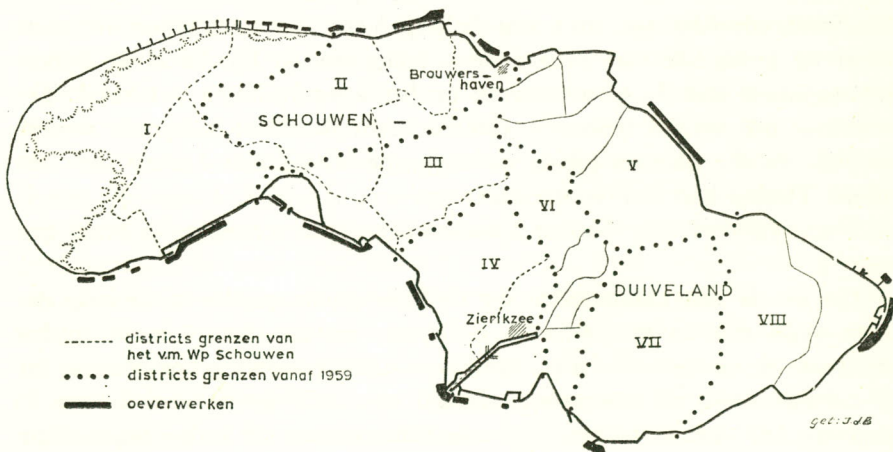 Brouwers-
haven
II
I
SCHOUWEN
III
V
VI
IV
DUIVELAND
Zierikzee
VII
VIII
districts grenzen van
het v.m. Wp Schouwen
districts grenzen vanaf 1959
oeverwerken
get: J.d B